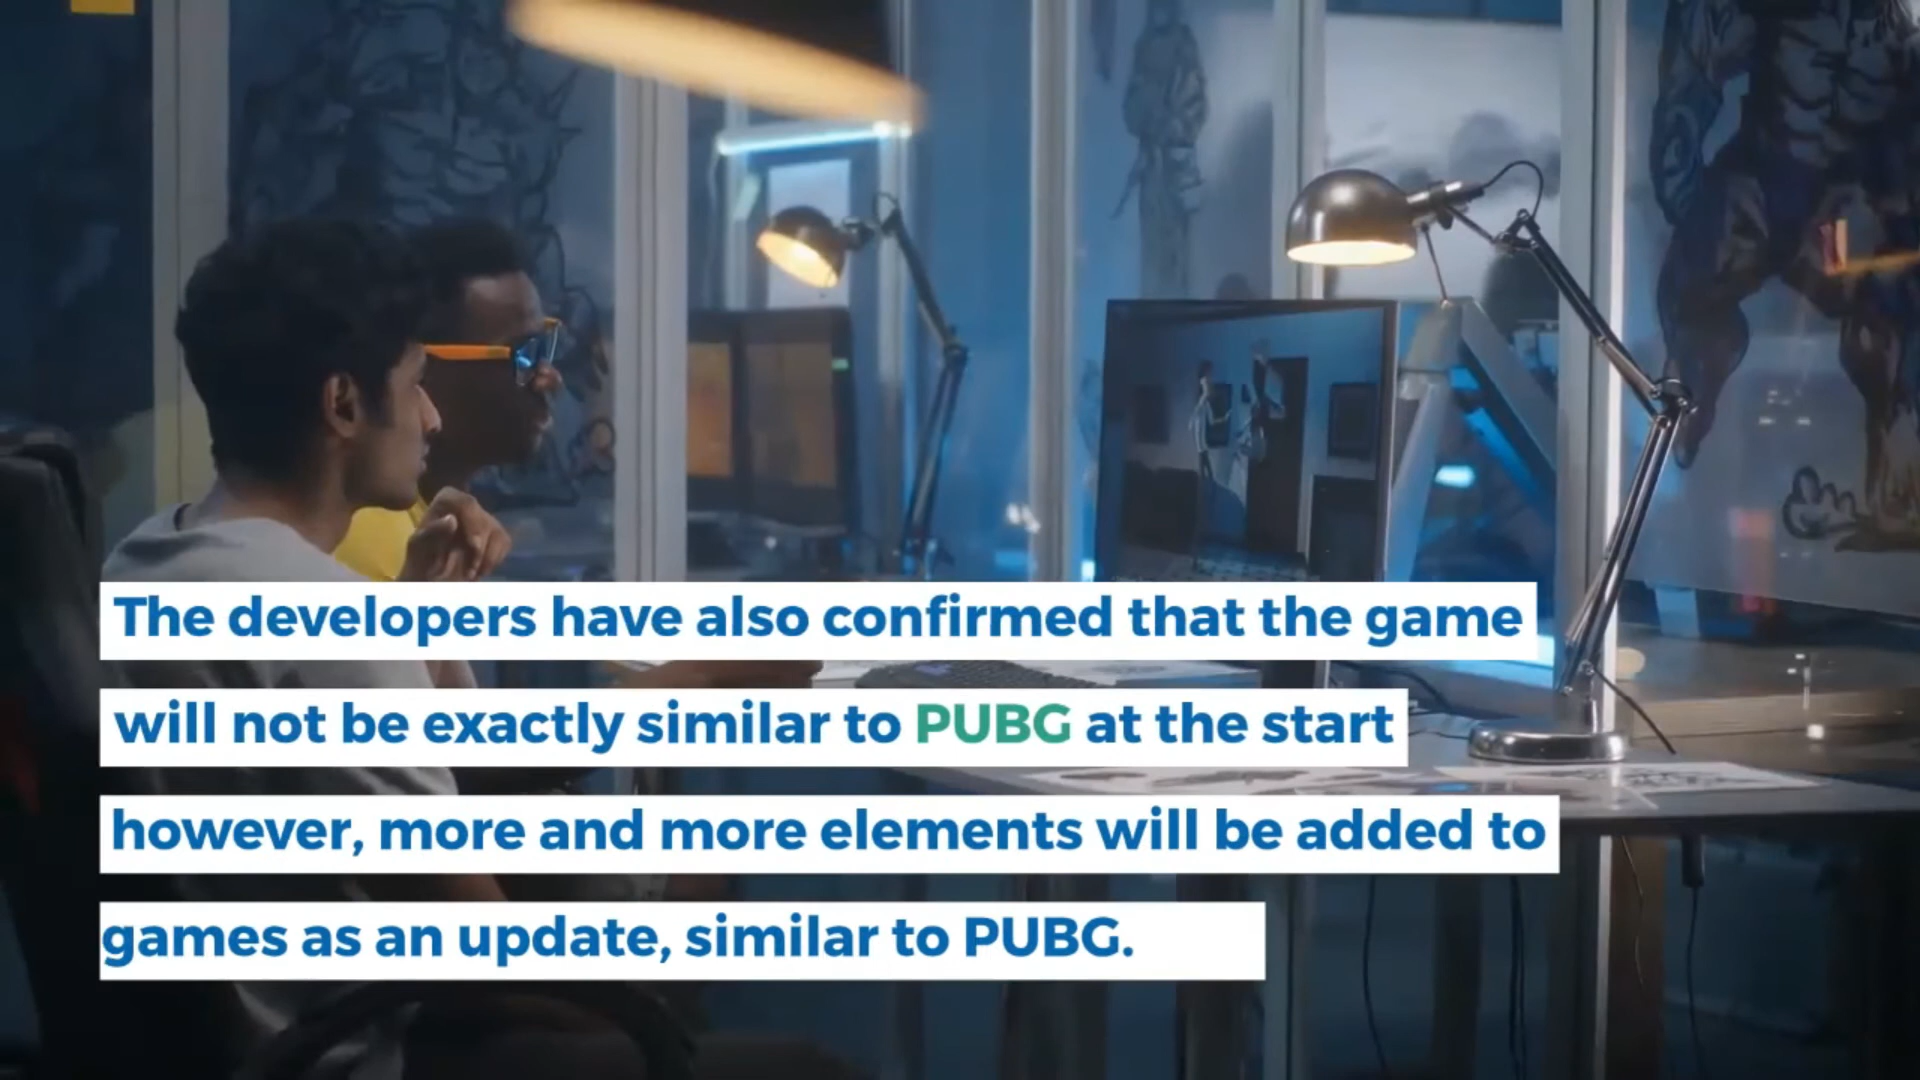 The developers have also confirmed that the game
will not be exactly similar to PUBG at the start
however, more and more elements will be added to
games as an update, similar to PUBG.